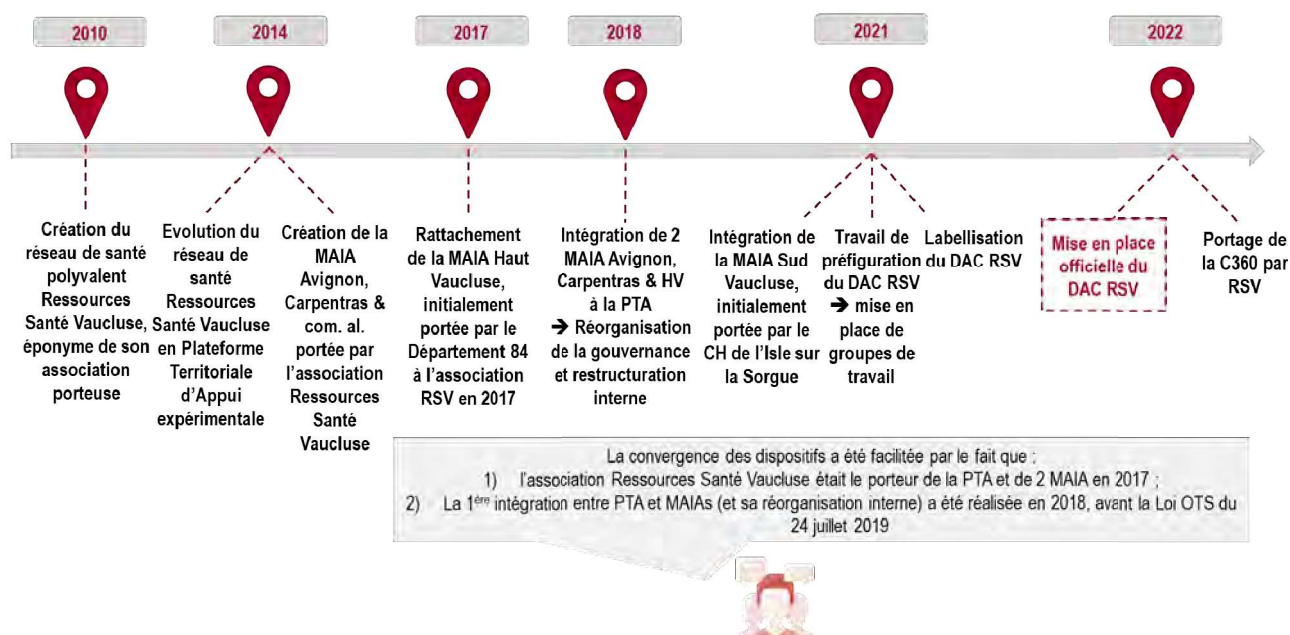 2010
2014
2017
2018
2021
2022
Création du
réseau de santé
polyvalent
Ressources
Santé Vaucluse,
éponyme de son
association
porteuse
Evolution du
réseau de
santé
Ressources
Santé Vaucluse
en Plateforme
Territoriale
d'Appui
expérimentale
Création de la
MAIA
Avignon,
Carpentras &
com. al.
portée par
l'association
Ressources
Santé
Vaucluse
Rattachement
de la MAIA Haut
Vaucluse,
initialement
portée par le
Département 84
à l'association
RSV en 2017
Intégration de 2
MAIA Avignon,
Carpentras & HV
à la PTA
➔ Réorganisation
de la gouvernance
et restructuration
interne
Intégration de
la MAIA Sud
Vaucluse,
initialement
portée par le
CH de l'Isle sur
la Sorgue
Travail de
préfiguration
du DAC RSV
➔ mise en
place de
groupes de
travail
Labellisation
du DAC RSV
Mise en place
officielle du
DAC RSV
Portage de
la C360 par
RSV
La convergence des dispositifs a été facilitée par le fait que :
1) l'association Ressources Santé Vaucluse était le porteur de la PTA et de 2 MAIA en 2017 ;
2) La 1ère intégration entre PTA et MAIAs (et sa réorganisation interne) a été réalisée en 2018, avant la Loi OTS du
24 juillet 2019